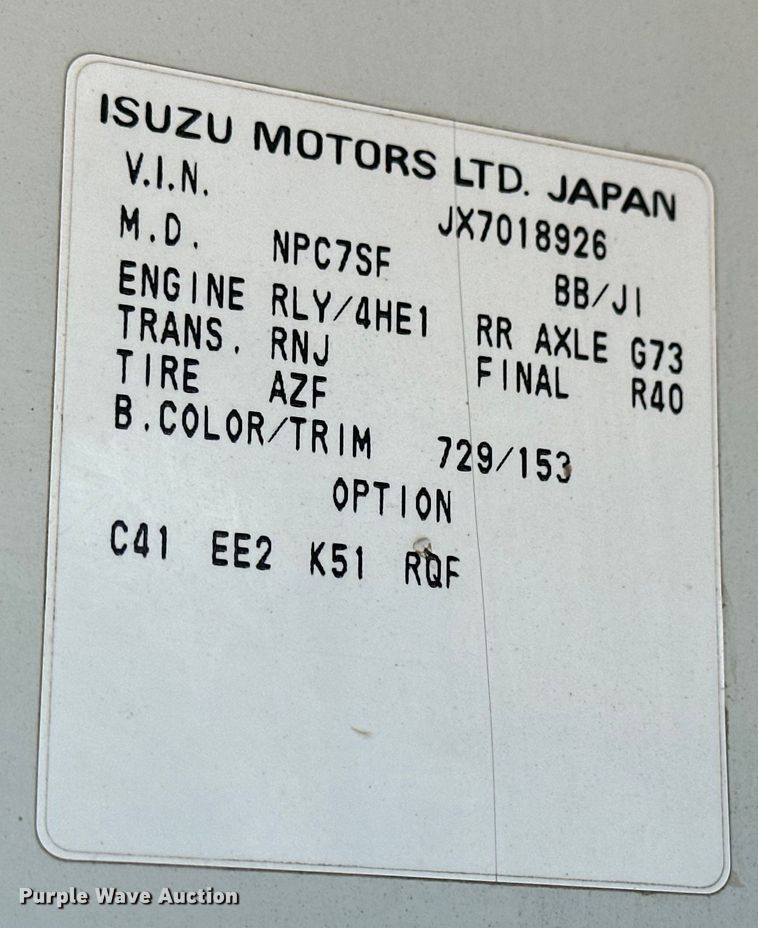 ISUZU MOTORS LTD. JAPAN
V.I.N. JX7018926
M.D. NPC7SF BB/JI
ENGINE RLY/4HE1 RR AXLE G73
TRANS. RNJ FINAL R40
TIRE AZF
B.COLOR/TRIM 729/153
OPTION
C41 EE2 K51 RQF
Purple Wave Auction